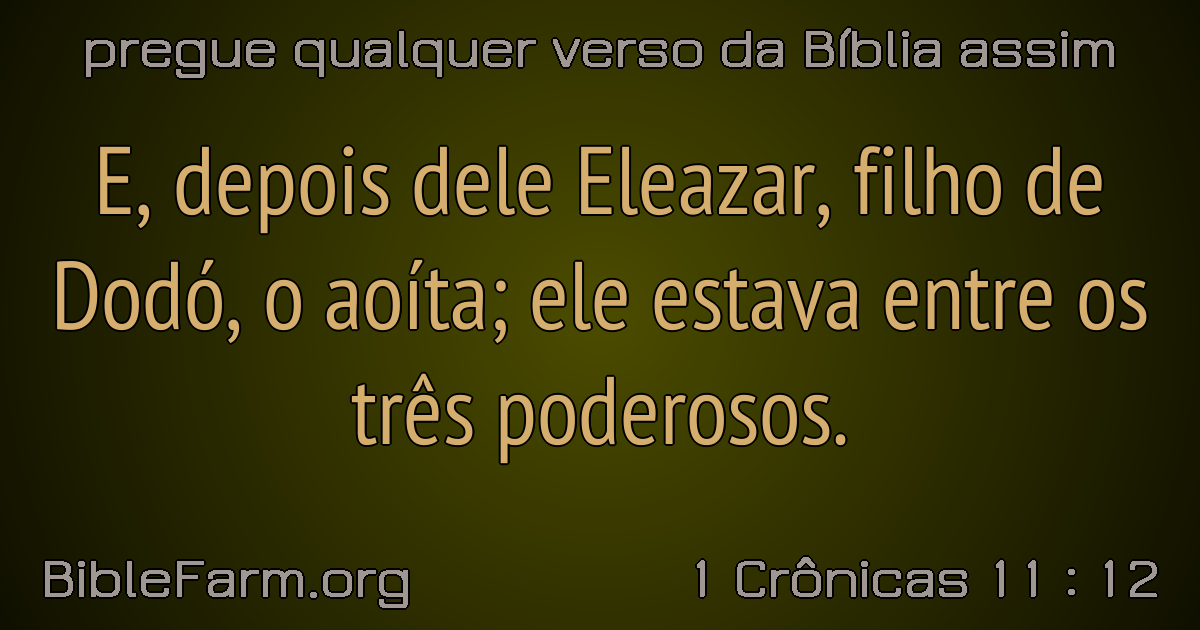 pregue qualquer verso da Bíblia assim
E, depois dele Eleazar, filho de
Dodó, o aoíta; ele estava entre os
três poderosos.
BibleFarm.org
1 Crônicas 11 : 12